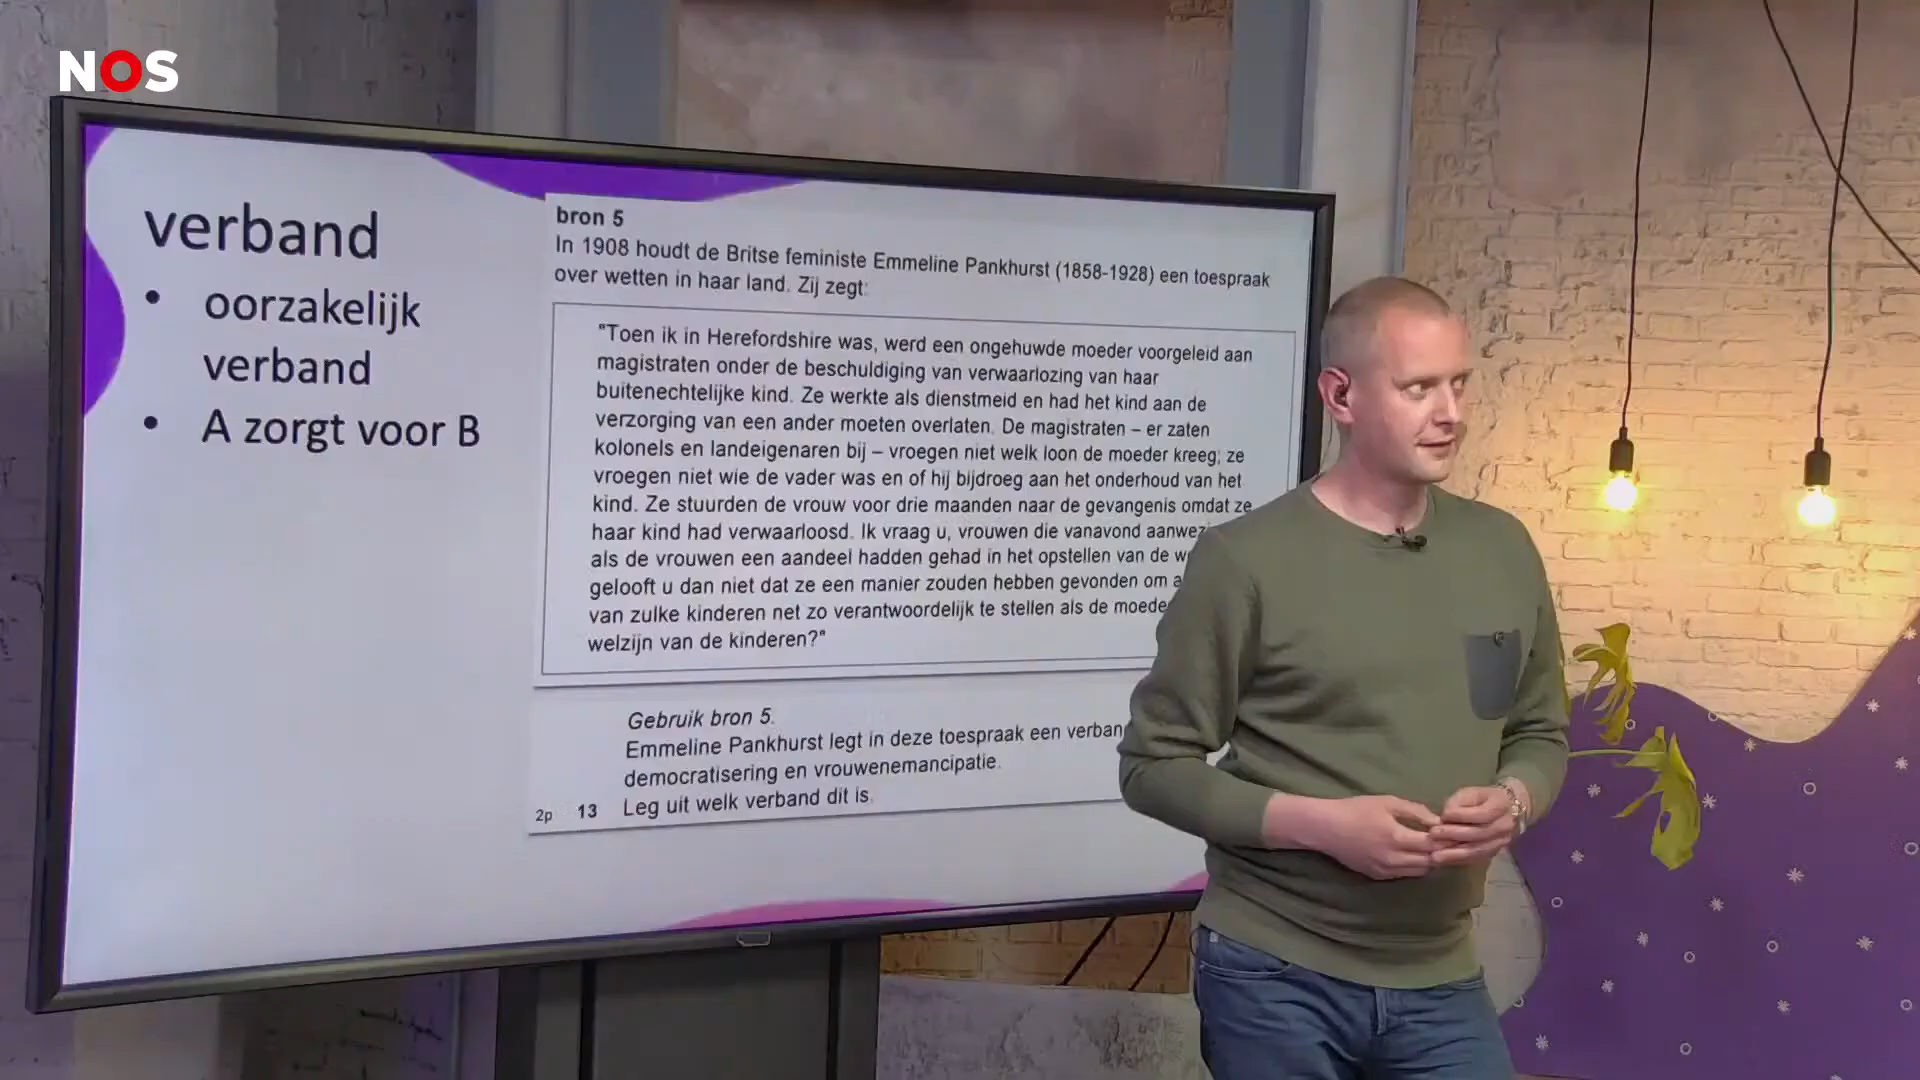 NOS
verband
• oorzakelijk
verband
• A zorgt voor B
bron 5
In 1908 houdt de Britse feministe Emmeline Pankhurst (1858-1928) een toespraak
over wetten in haar land. Zij zegt:
"Toen ik in Herefordshire was, werd een ongehuwde moeder voorgeleid aan
magistraten onder de beschuldiging van verwaarlozing van haar
buitenechtelijke kind. Ze werkte als dienstmeid en had het kind aan de
verzorging van een ander moeten overlaten. De magistraten – er zaten
kolonels en landeigenaren bij – vroegen niet welk loon de moeder kreeg; ze
vroegen niet wie de vader was en of hij bijdroeg aan het onderhoud van het
kind. Ze stuurden de vrouw voor drie maanden naar de gevangenis omdat ze
haar kind had verwaarloosd. Ik vraag u, vrouwen die vanavond
als de vrouwen een aandeel hadden gehad in het opstellen van de
gelooft u dan niet dat ze een manier zouden hebben gevonden om
van zulke kinderen net zo verantwoordelijk te stellen als de
welzijn van de kinderen?"
Gebruik bron 5.
Emmeline Pankhurst legt in deze toespraak een
democratisering en vrouwenemancipatie.
2p 13 Leg uit welk verband dit is.